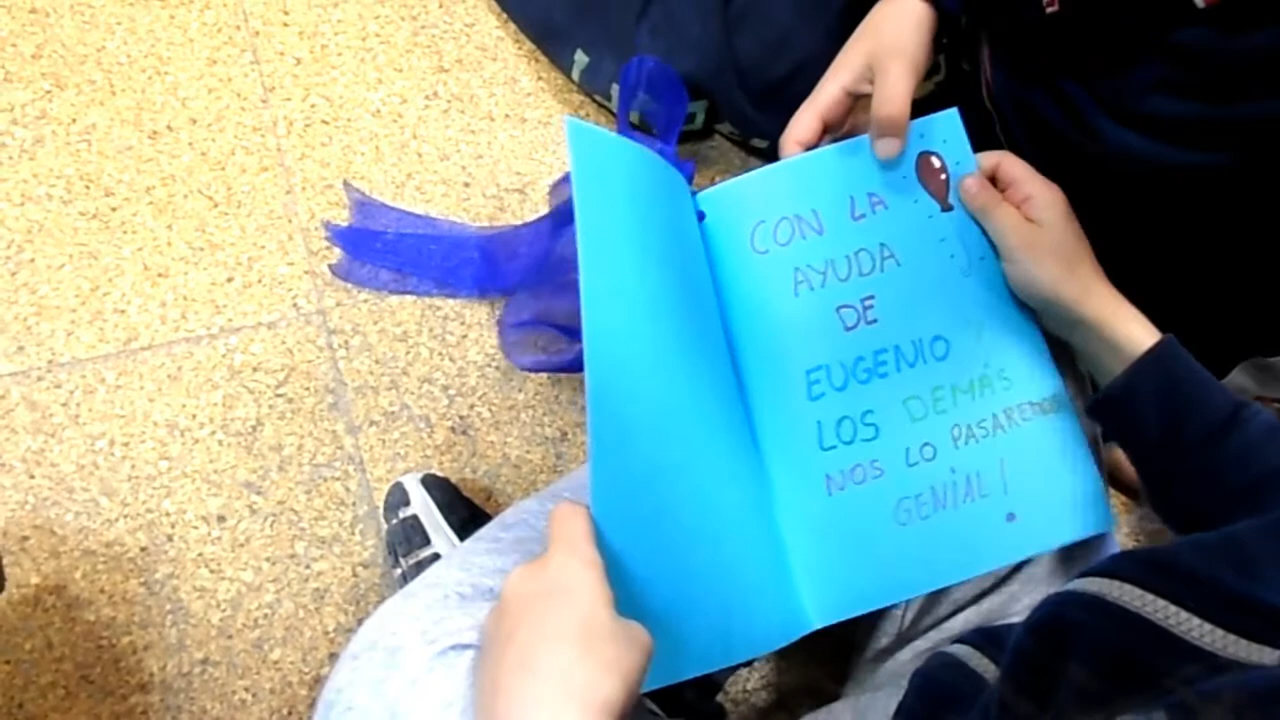 CON LA
AYUDA
DE
EUGENIO
LOS DEMÁS
NOS LO PASAREMOS
GENIAL!